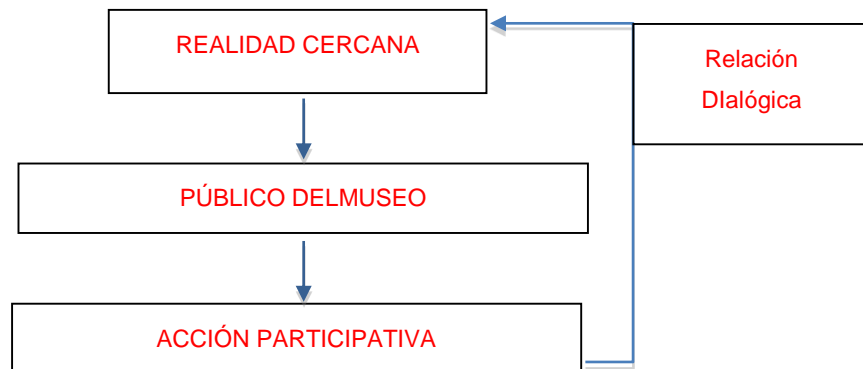 REALIDAD CERCANA
Relación
DIalógica
PÚBLICO DELMUSEO
ACCIÓN PARTICIPATIVA